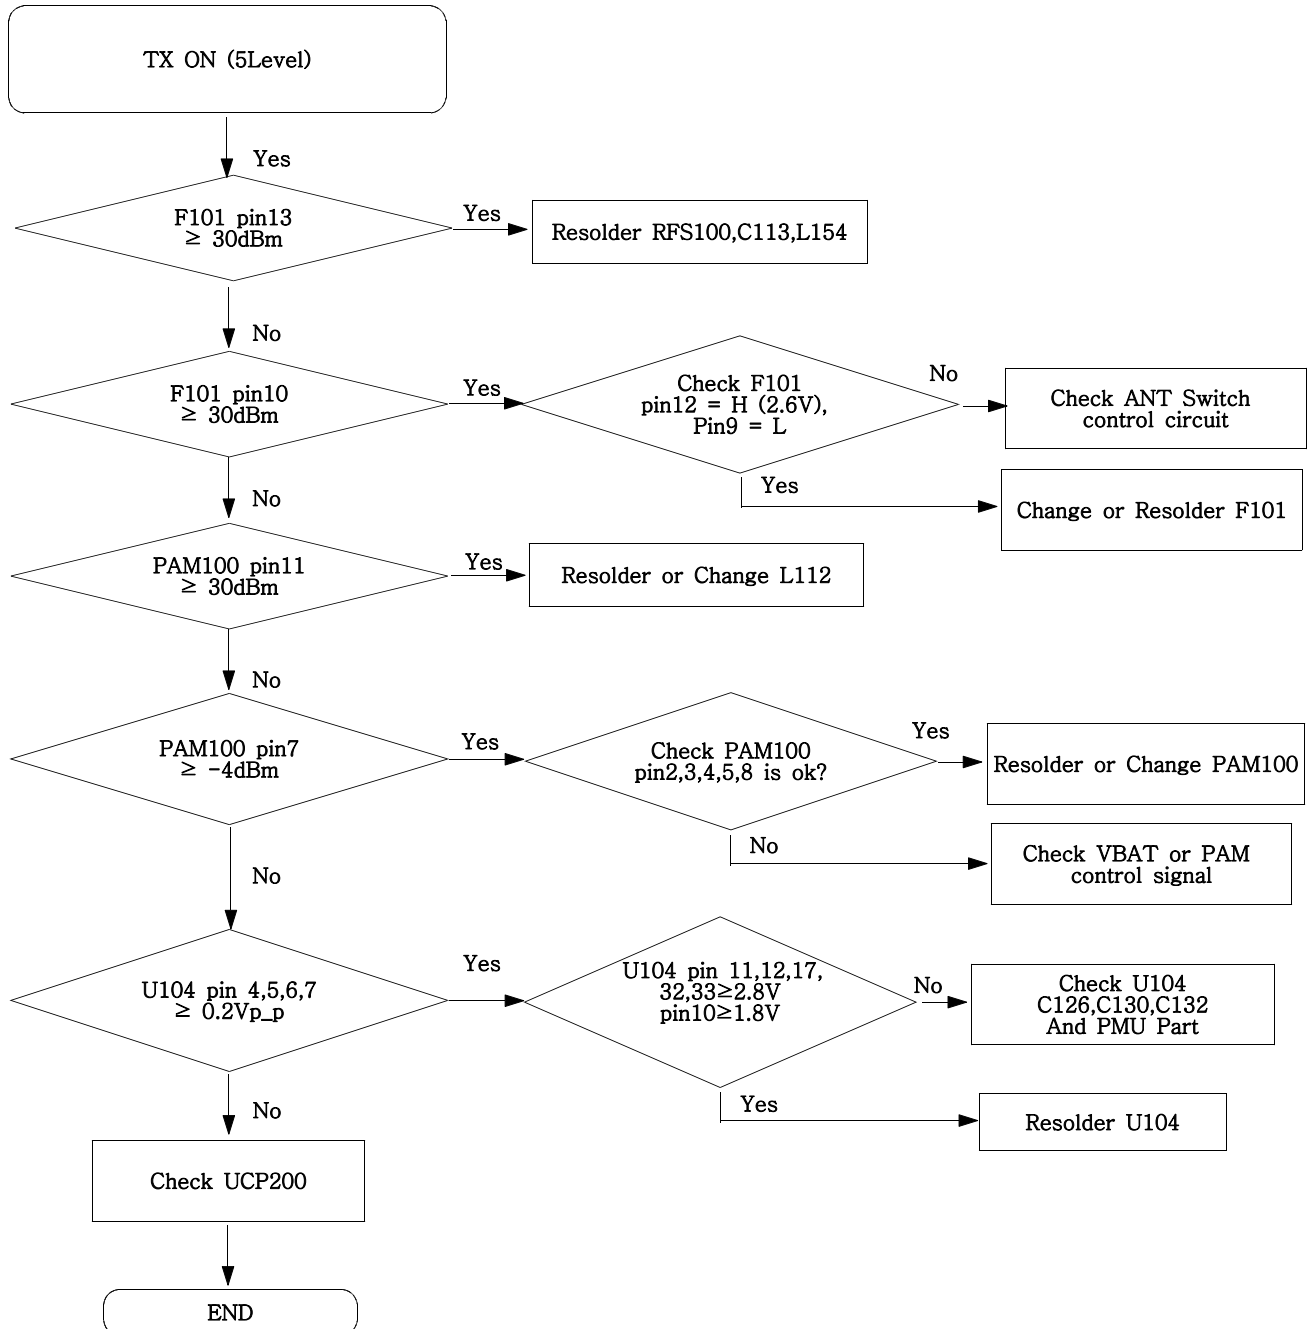 TX ON (5Level)
Yes
F101 pin13
≥ 30dBm
Yes
Resolder RFS100,C113,L154
No
F101 pin10
≥ 30dBm
Yes
Check F101
pin12 = H (2.6V),
Pin9 = L
No
Check ANT Switch
control circuit
Yes
Change or Resolder F101
No
PAM100 pin11
≥ 30dBm
Yes
Resolder or Change L112
No
PAM100 pin7
≥ -4dBm
Yes
Check PAM100
pin2,3,4,5,8 is ok?
Yes
Resolder or Change PAM100
No
Check VBAT or PAM
control signal
No
U104 pin 4,5,6,7
≥ 0.2Vp_p
Yes
U104 pin 11,12,17,
32,33≥2.8V
pin10≥1.8V
No
Check U104
C126,C130,C132
And PMU Part
Yes
Resolder U104
No
Check UCP200
END